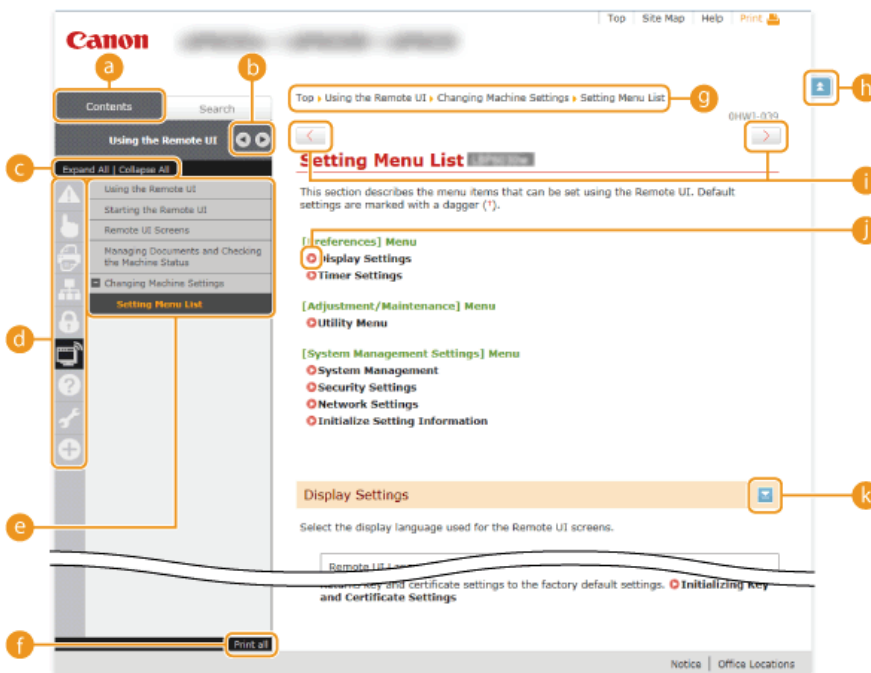 Top | Site Map | Help | Print
Canon
a
b
Contents
Search
Using the Remote UI
Top Using the Remote UI Changing Machine Settings Setting Menu List
g
h
0HWJ-039
c
Expand All | Collapse All
Setting Menu List
i
Using the Remote UI
Starting the Remote UI
Remote UI Screens
Managing Documents and Checking
the Machine Status
Changing Machine Settings
Setting Menu List
d
e
This section describes the menu items that can be set using the Remote UI. Default
settings are marked with a dagger (†).
j
[Preferences] Menu
Display Settings
Timer Settings
[Adjustment/Maintenance] Menu
Utility Menu
[System Management Settings] Menu
System Management
Security Settings
Network Settings
Initialize Setting Information
Display Settings
k
Select the display language used for the Remote UI screens.
Remote UI
key and certificate settings to the factory default settings. Initializing Key
and Certificate Settings
f
Print all
Notice | Office Locations